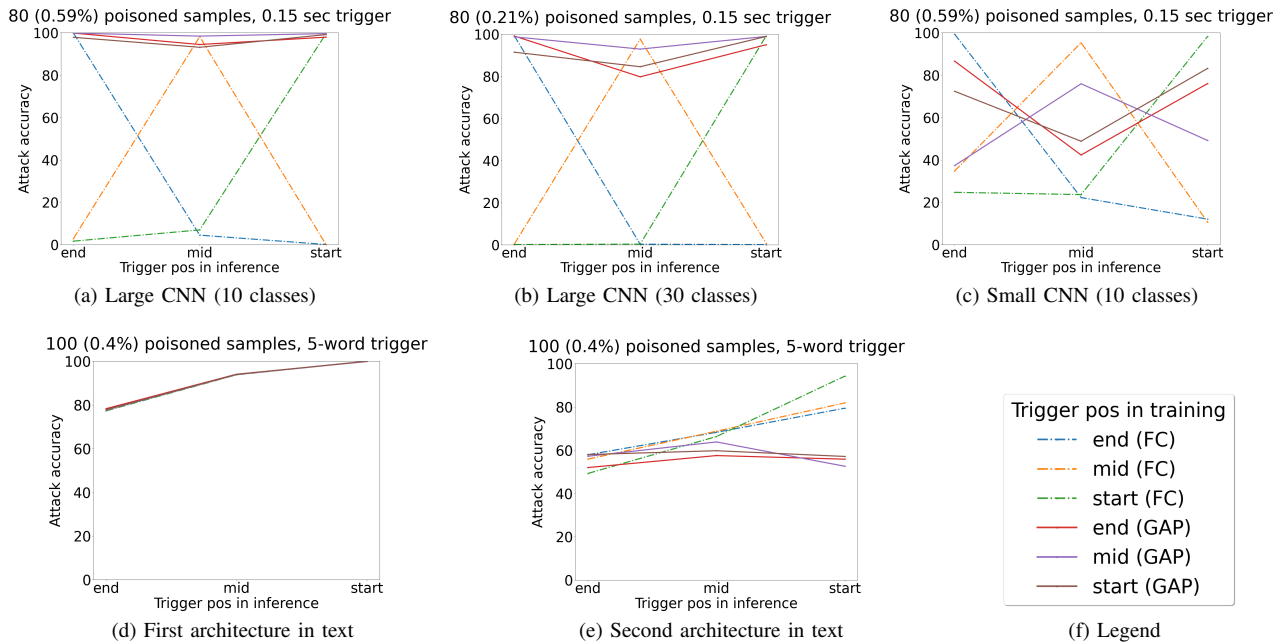 80 (0.59%) poisoned samples, 0.15 sec trigger
100
80
60
40
20
0
Attack accuracy
end mid start
Trigger pos in inference
(a) Large CNN (10 classes)
80 (0.21%) poisoned samples, 0.15 sec trigger
100
80
60
40
20
0
Attack accuracy
end mid start
Trigger pos in inference
(b) Large CNN (30 classes)
80 (0.59%) poisoned samples, 0.15 sec trigger
100
80
60
40
20
0
Attack accuracy
end mid start
Trigger pos in inference
(c) Small CNN (10 classes)
100 (0.4%) poisoned samples, 5-word trigger
100
80
60
40
20
0
Attack accuracy
end mid start
Trigger pos in inference
(d) First architecture in text
100 (0.4%) poisoned samples, 5-word trigger
100
80
60
40
20
0
Attack accuracy
end mid start
Trigger pos in inference
(e) Second architecture in text
Trigger pos in training
end (FC)
mid (FC)
start (FC)
end (GAP)
mid (GAP)
start (GAP)
(f) Legend